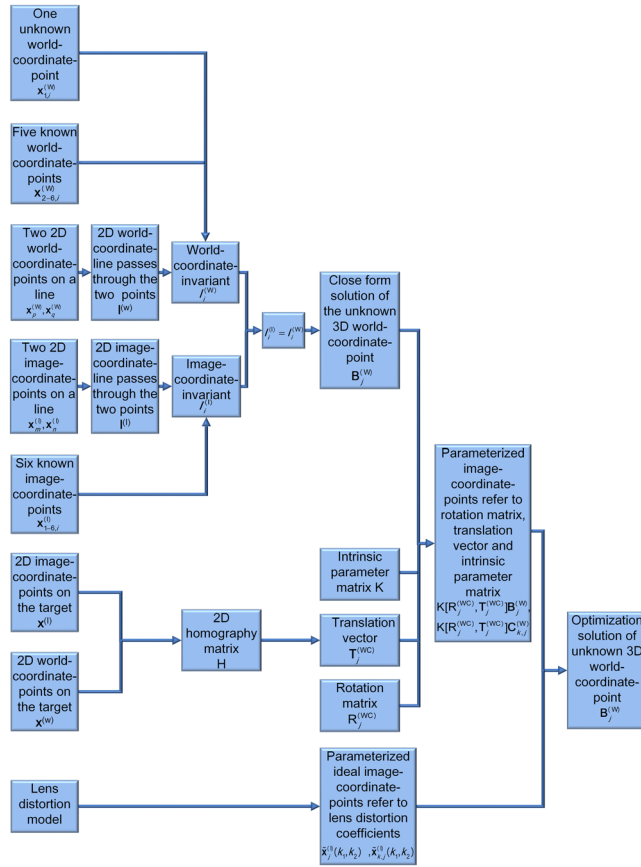 One
unknown
world-
coordinate-
point
x₁,ᵢ^(W)
Five known
world-
coordinate-
points
x₂₋₆,ᵢ^(W)
Two 2D
world-
coordinate-
points on a
line
xₚ^(W),x_q^(W)
2D world-
coordinate-
line passes
through the
two points
l^(w)
World-
coordinate-
invariant
Iᵢ^(W)
Two 2D
image-
coordinate-
points on a
line
xₘ^(I),xₙ^(I)
2D image-
coordinate-
line passes
through the
two points
l^(I)
Image-
coordinate-
invariant
Iᵢ^(I)
Iᵢ^(I) = Iᵢ^(W)
Close form
solution of
the unknown
3D world-
coordinate-
point
Bⱼ^(W)
Six known
image-
coordinate-
points
x₁₋₆,ᵢ^(I)
Parameterized
image-
coordinate-
points refer to
rotation matrix,
translation
vector and
intrinsic
parameter
matrix
K[Rⱼ^(WC),Tⱼ^(WC)]Bⱼ^(W),
K[Rⱼ^(WC),Tⱼ^(WC)]Cₖ,ⱼ^(W)
2D image-
coordinate-
points on
the target
x^(I)
2D world-
coordinate-
points on
the target
x^(w)
2D
homography
matrix
H
Intrinsic
parameter
matrix K
Translation
vector
Tⱼ^(WC)
Rotation
matrix
Rⱼ^(WC)
Optimization
solution of
unknown 3D
world-
coordinate-
point
Bⱼ^(W)
Lens
distortion
model
Parameterized
ideal image-
coordinate-
points refer to
lens distortion
coefficients
x̃ⱼ^(I)(k₁,k₂) ,x̃ₖ,ⱼ^(I)(k₁,k₂)